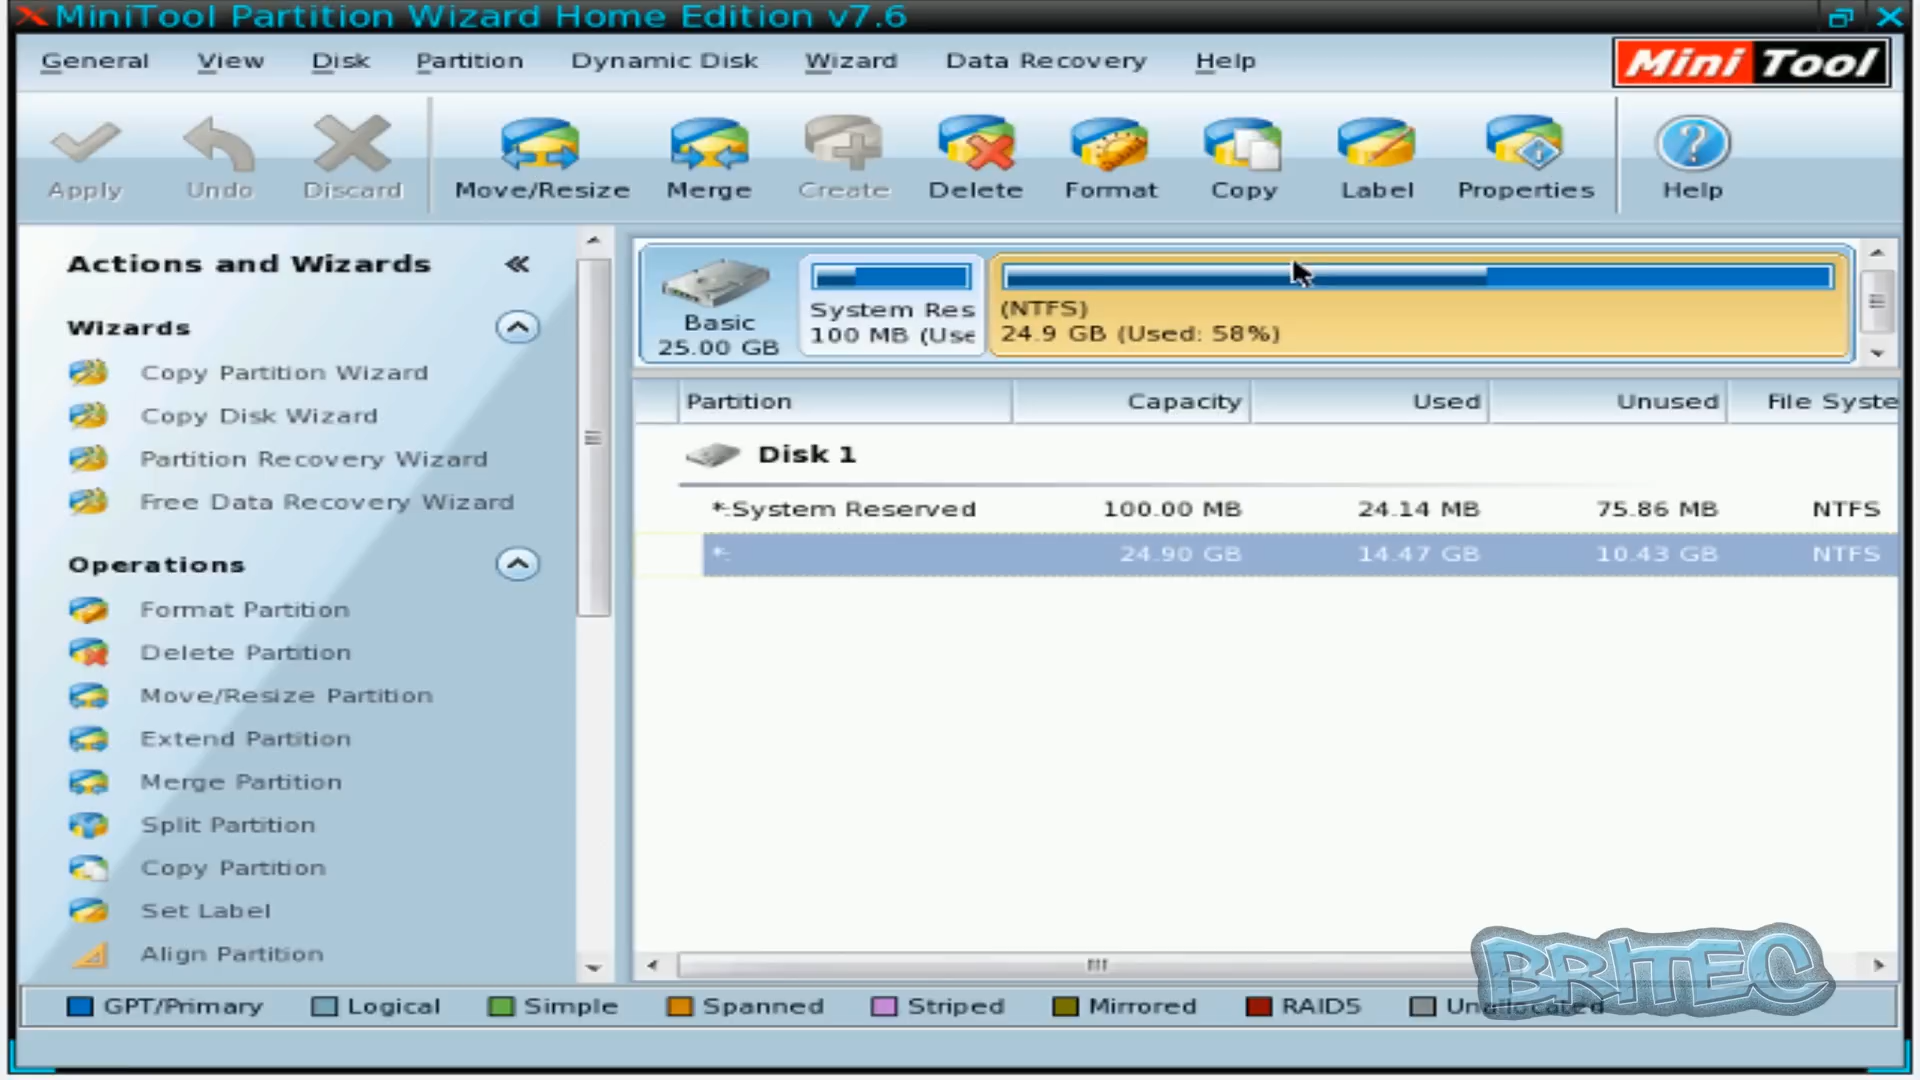 MiniTool Partition Wizard Home Edition v7.6
General View Disk Partition Dynamic Disk Wizard Data Recovery Help
Mini Tool
Apply Undo Discard Move/Resize Merge Create Delete Format Copy Label Properties Help
Actions and Wizards «
Wizards
Copy Partition Wizard
Copy Disk Wizard
Partition Recovery Wizard
Free Data Recovery Wizard
Operations
Format Partition
Delete Partition
Move/Resize Partition
Extend Partition
Merge Partition
Split Partition
Copy Partition
Set Label
Align Partition
Basic
25.00 GB
System Res
100 MB (Use
(NTFS)
24.9 GB (Used: 58%)
Partition Capacity Used Unused File Syste
Disk 1
*:System Reserved 100.00 MB 24.14 MB 75.86 MB NTFS
*: 24.90 GB 14.47 GB 10.43 GB NTFS
BRITEC
GPT/Primary Logical Simple Spanned Striped Mirrored RAID5 Unallocated